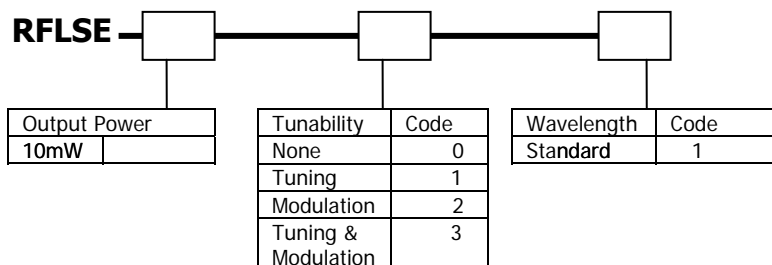 RFLSE
Output Power
10mW
Tunability Code
None 0
Tuning 1
Modulation 2
Tuning & Modulation 3
Wavelength Code
Standard 1